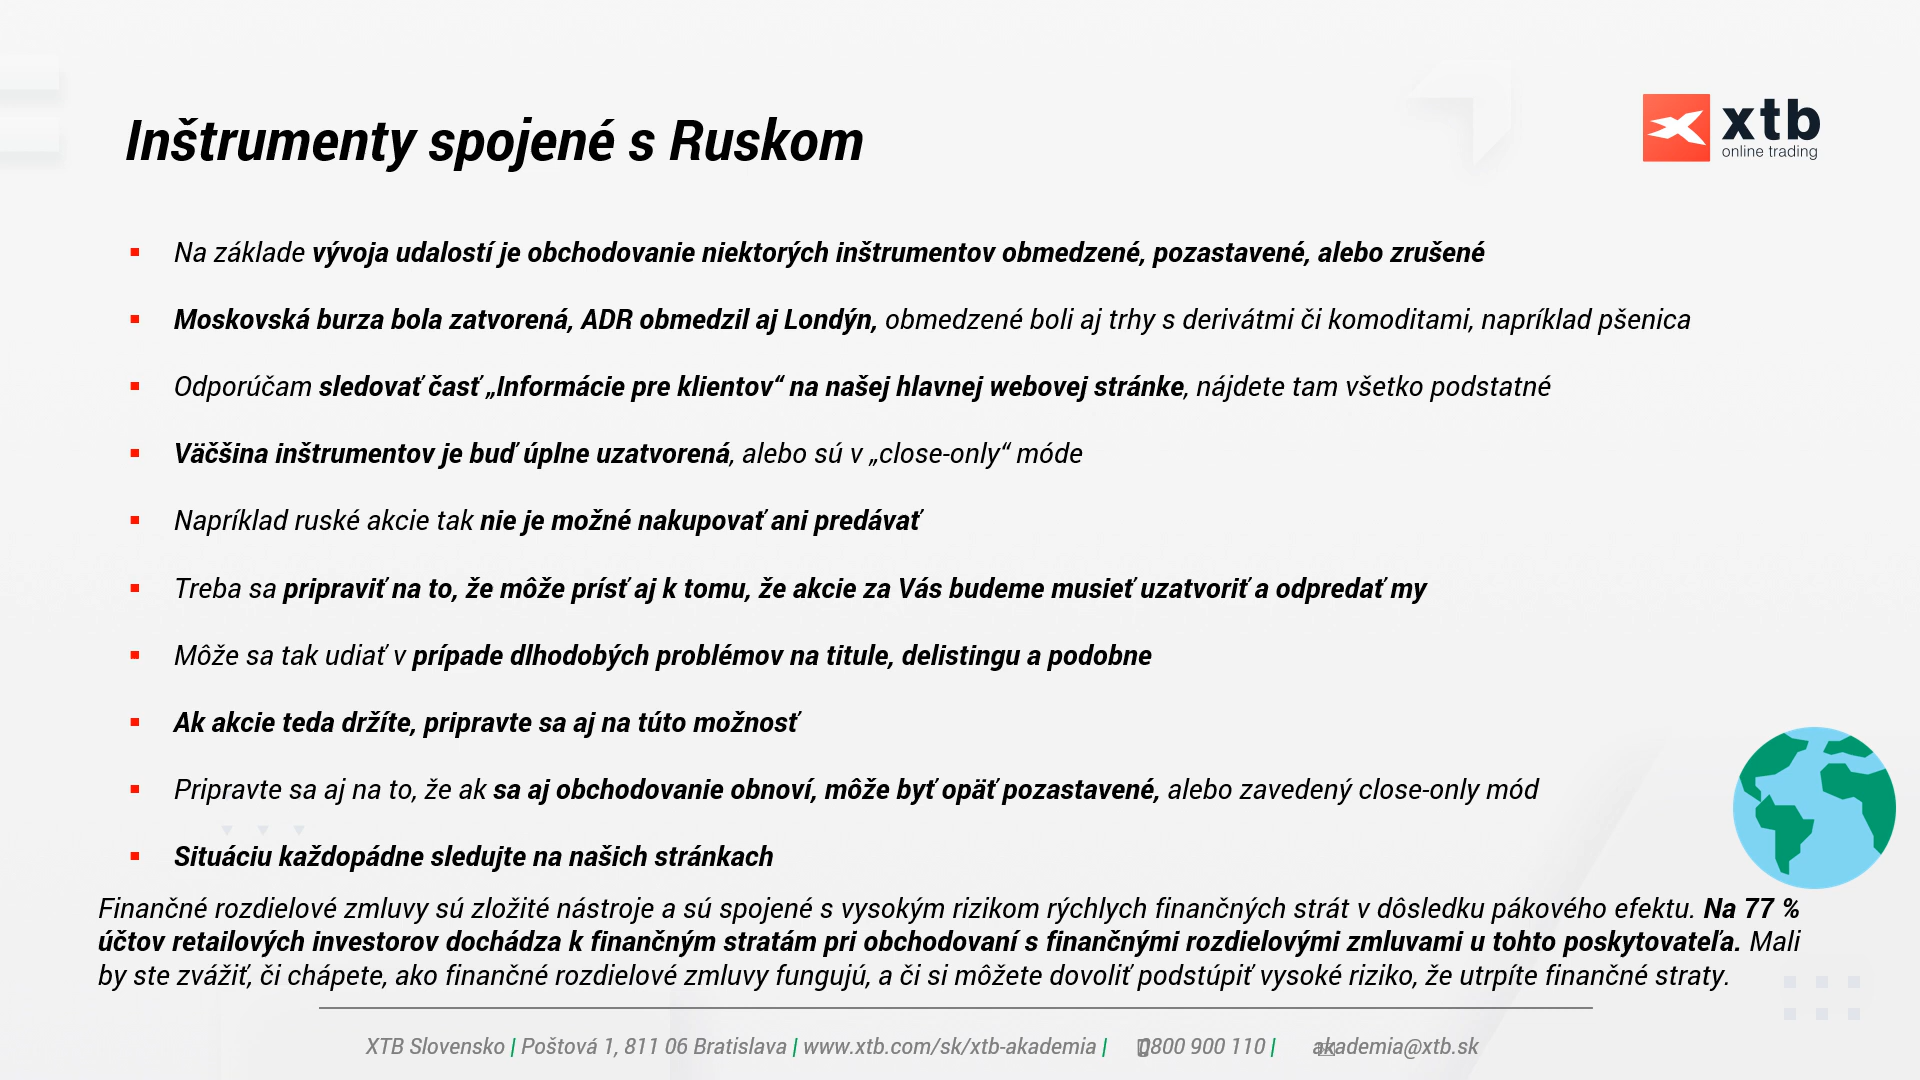 Inštrumenty spojené s Ruskom
xtb
online trading
Na základe vývoja udalostí je obchodovanie niektorých inštrumentov obmedzené, pozastavené, alebo zrušené
Moskovská burza bola zatvorená, ADR obmedzil aj Londýn, obmedzené boli aj trhy s derivátmi či komoditami, napríklad pšenica
Odporúčam sledovať časť „Informácie pre klientov“ na našej hlavnej webovej stránke, nájdete tam všetko podstatné
Väčšina inštrumentov je buď úplne uzatvorená, alebo sú v „close-only“ móde
Napríklad ruské akcie tak nie je možné nakupovať ani predávať
Treba sa pripraviť na to, že môže prísť aj k tomu, že akcie za Vás budeme musieť uzatvoriť a odpredať my
Môže sa tak udiať v prípade dlhodobých problémov na titule, delistingu a podobne
Ak akcie teda držíte, pripravte sa aj na túto možnosť
Pripravte sa aj na to, že ak sa aj obchodovanie obnoví, môže byť opäť pozastavené, alebo zavedený close-only mód
Situáciu každopádne sledujte na našich stránkach
Finančné rozdielové zmluvy sú zložité nástroje a sú spojené s vysokým rizikom rýchlych finančných strát v dôsledku pákového efektu. Na 77 %
účtov retailových investorov dochádza k finančným stratám pri obchodovaní s finančnými rozdielovými zmluvami u tohto poskytovateľa. Mali
by ste zvážiť, či chápete, ako finančné rozdielové zmluvy fungujú, a či si môžete dovoliť podstúpiť vysoké riziko, že utrpíte finančné straty.
XTB Slovensko | Poštová 1, 811 06 Bratislava | www.xtb.com/sk/xtb-akademia | 0800 900 110 | akademia@xtb.sk